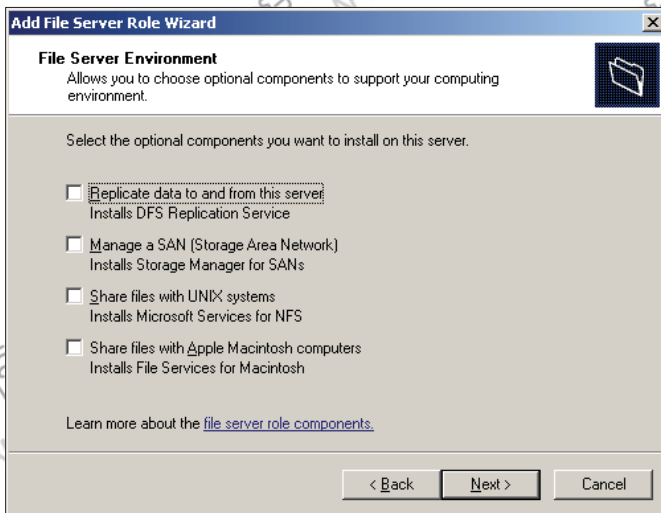 Add File Server Role Wizard
File Server Environment
Allows you to choose optional components to support your computing
environment.
Select the optional components you want to install on this server.
Replicate data to and from this server
Installs DFS Replication Service
Manage a SAN (Storage Area Network)
Installs Storage Manager for SANs
Share files with UNIX systems
Installs Microsoft Services for NFS
Share files with Apple Macintosh computers
Installs File Services for Macintosh
Learn more about the file server role components.
< Back
Next >
Cancel